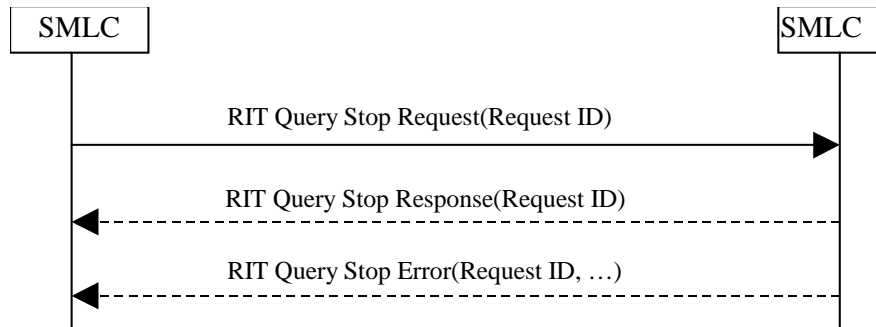 SMLC
SMLC
RIT Query Stop Request(Request ID)
RIT Query Stop Response(Request ID)
RIT Query Stop Error(Request ID, …)